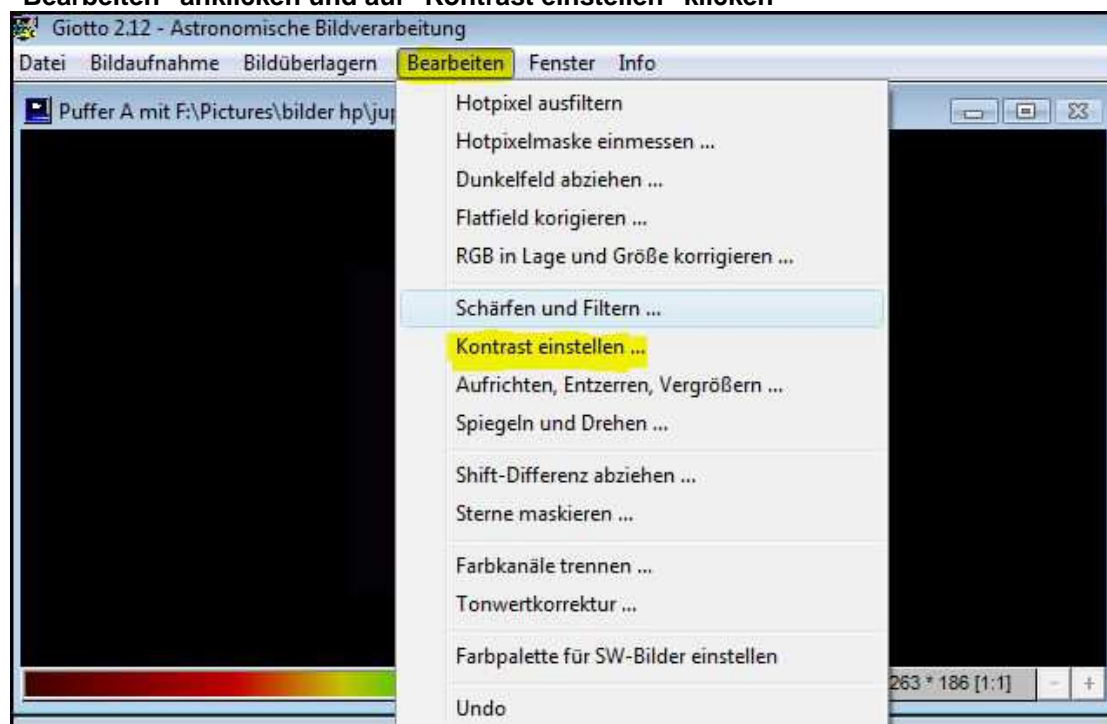 "Bearbeiten" anklicken und auf "Kontrast einstellen" klicken
Giotto 2.12 - Astronomische Bildverarbeitung
Datei Bildaufnahme Bildüberlagern Bearbeiten Fenster Info
Puffer A mit F:\Pictures\bilder hp\jup
Hotpixel ausfiltern
Hotpixelmaske einmessen ...
Dunkelfeld abziehen ...
Flatfield korigieren ...
RGB in Lage und Größe korrigieren ...
Schärfen und Filtern ...
Kontrast einstellen ...
Aufrichten, Entzerren, Vergrößern ...
Spiegeln und Drehen ...
Shift-Differenz abziehen ...
Sterne maskieren ...
Farbkanäle trennen ...
Tonwertkorrektur ...
Farbpalette für SW-Bilder einstellen
263 * 186 [1:1] - +
Undo